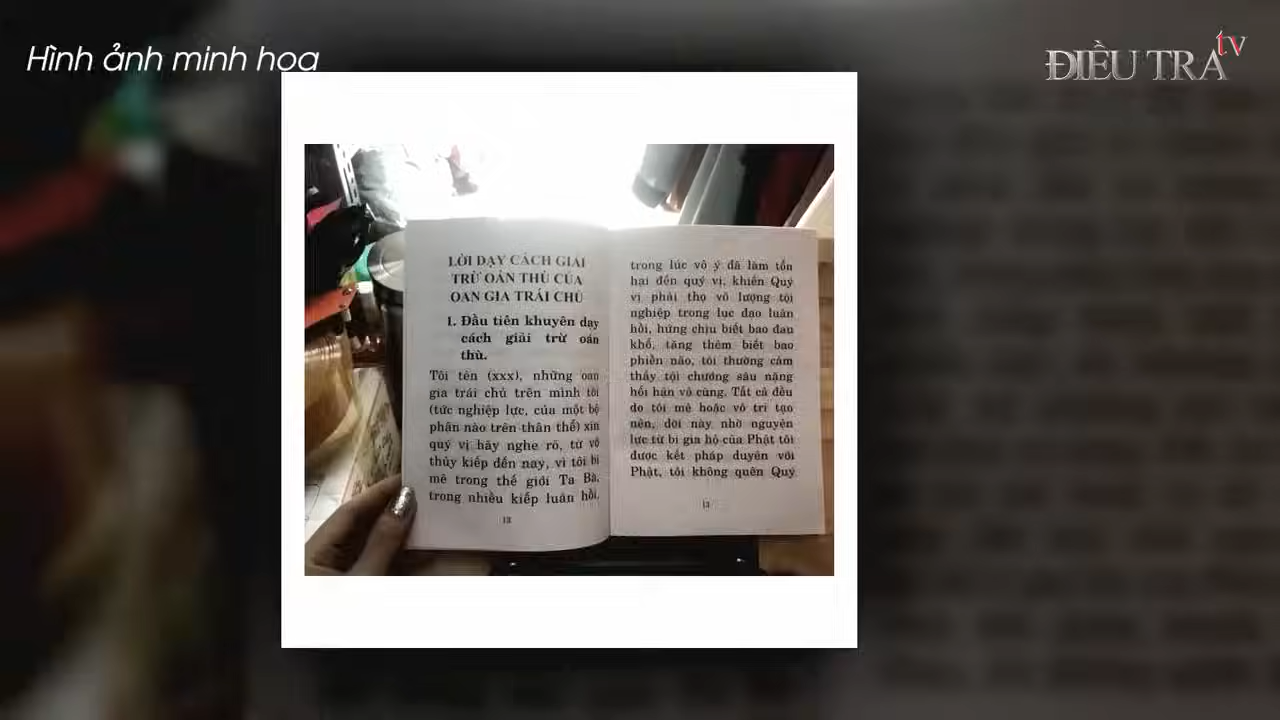 Hình ảnh minh họa
ĐIỀU TRA tv
LỜI DẠY CÁCH GIẢI
TRỪ OÁN THÙ CỦA
OAN GIA TRÁI CHỦ
1. Đầu tiên khuyên dạy
cách giải trừ oán
thù.
Tôi tên (xxx), những oan
gia trái chủ trên mình tôi
(tức nghiệp lực, của một bộ
phận nào trên thân thể) xin
quý vị hãy nghe rõ, từ vô
thủy kiếp đến nay, vì tôi bị
mê trong thế giới Ta Bà,
trong nhiều kiếp luân hồi,
trong lúc vô ý đã làm tổn
hại đến quý vị, khiến Quý
vị phải thọ vô lượng tội
nghiệp trong lục đạo luân
hồi, hứng chịu biết bao đau
khổ, tăng thêm biết bao
phiền não, tôi thường cảm
thấy tội chướng sâu nặng
hối hận vô cùng. Tất cả đều
do tôi mê hoặc vô tri tạo
nên, đời này nhờ nguyện
lực từ bi gia hộ của Phật tôi
được kết pháp duyên với
Phật, tôi không quên Quý